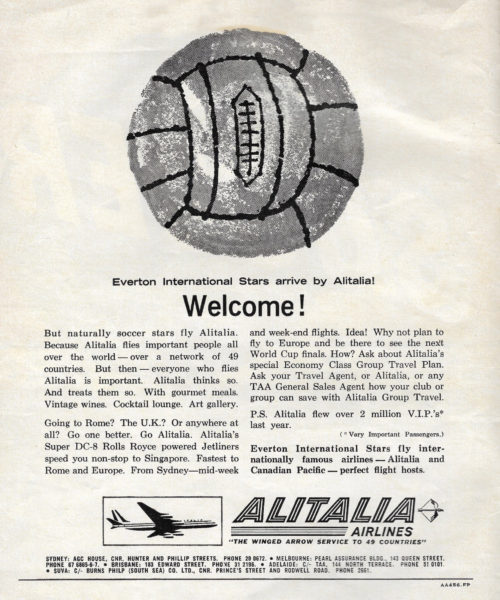 Everton International Stars arrive by Alitalia!
Welcome!
But naturally soccer stars fly Alitalia.
Because Alitalia flies important people all
over the world — over a network of 49
countries. But then — everyone who flies
Alitalia is important. Alitalia thinks so.
And treats them so. With gourmet meals.
Vintage wines. Cocktail lounge. Art gallery.
Going to Rome? The U.K.? Or anywhere at
all? Go one better. Go Alitalia. Alitalia's
Super DC-8 Rolls Royce powered Jetliners
speed you non-stop to Singapore. Fastest to
Rome and Europe. From Sydney—mid-week
and week-end flights. Idea! Why not plan to
fly to Europe and be there to see the next
World Cup finals. How? Ask about Alitalia's
special Economy Class Group Travel Plan.
Ask your Travel Agent, or Alitalia, or any
TAA General Sales Agent how your club or
group can save with Alitalia Group Travel.
P.S. Alitalia flew over 2 million V.I.P.'s*
last year.
(*Very Important Passengers.)
Everton International Stars fly inter-
nationally famous airlines — Alitalia and
Canadian Pacific — perfect flight hosts.
ALITALIA
AIRLINES
"THE WINGED ARROW SERVICE TO 49 COUNTRIES"
SYDNEY: AGC HOUSE, CNR. HUNTER AND PHILLIP STREETS. PHONE 28 0672. • MELBOURNE: PEARL ASSURANCE BLDG., 143 QUEEN STREET.
PHONE 67 6865-6-7. • BRISBANE: 183 EDWARD STREET. PHONE 31 2196. • ADELAIDE: C/- TAA, 144 NORTH TERRACE. PHONE 51 0101.
• SUVA: C/- BURNS PHILP (SOUTH SEA) CO. LTD., CNR. PRINCE'S STREET AND RODWELL ROAD. PHONE 2661.
AA456.FP